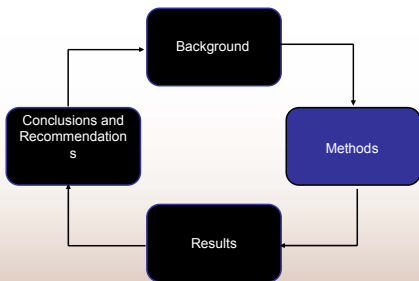 Background
Conclusions and
Recommendation
s
Methods
Results